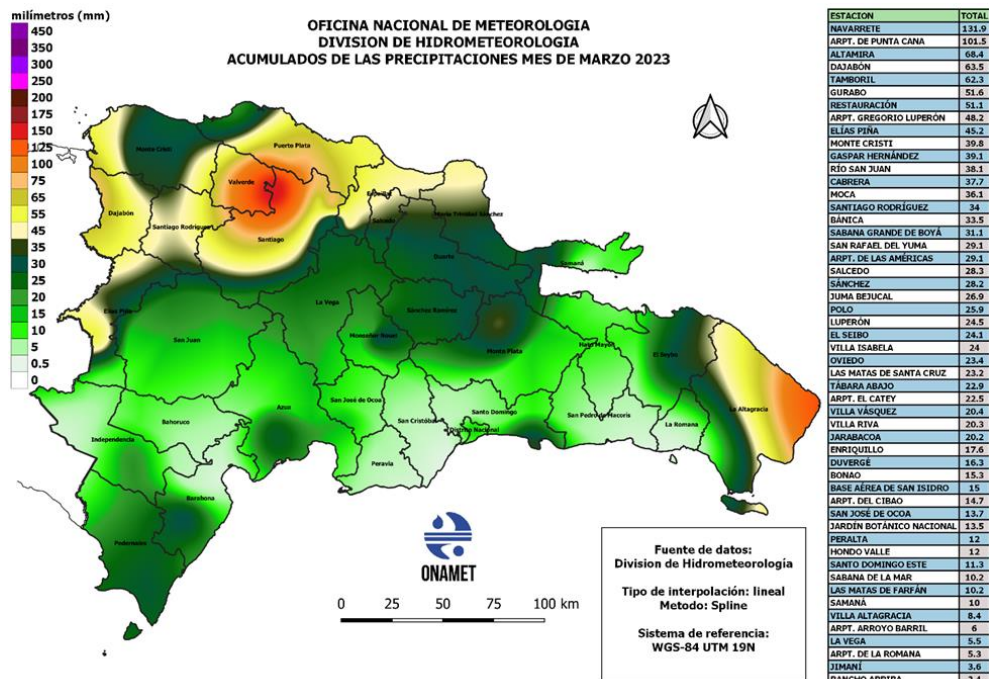 milímetros (mm)
450
350
300
250
200
175
150
125
100
75
65
55
45
35
30
25
20
15
10
5
0.5
0
OFICINA NACIONAL DE METEOROLOGIA
DIVISION DE HIDROMETEOROLOGIA
ACUMULADOS DE LAS PRECIPITACIONES MES DE MARZO 2023
Monte Cristi
Puerto Plata
Valverde
Espaillat
Dajabón
Santiago Rodríguez
Santiago
Salcedo
María Trinidad Sánchez
Duarte
Samaná
Elías Piña
La Vega
Sánchez Ramírez
San Juan
Monseñor Nouel
Monte Plata
Hato Mayor
El Seybo
La Altagracia
Azua
San José de Ocoa
Santo Domingo
San Cristóbal
Distrito Nacional
San Pedro de Macorís
La Romana
Independencia
Bahoruco
Peravia
Barahona
Pedernales
ONAMET
0 25 50 75 100 km
Fuente de datos:
Division de Hidrometeorología
Tipo de interpolación: lineal
Metodo: Spline
Sistema de referencia:
WGS-84 UTM 19N
ESTACION TOTAL
NAVARRETE 131.9
ARPT. DE PUNTA CANA 101.5
ALTAMIRA 68.4
DAJABÓN 63.5
TAMBORIL 62.3
GURABO 51.6
RESTAURACIÓN 51.1
ARPT. GREGORIO LUPERÓN 48.2
ELÍAS PIÑA 45.2
MONTE CRISTI 39.8
GASPAR HERNÁNDEZ 39.1
RÍO SAN JUAN 38.1
CABRERA 37.7
MOCA 36.1
SANTIAGO RODRÍGUEZ 34
BÁNICA 33.5
SABANA GRANDE DE BOYÁ 31.1
SAN RAFAEL DEL YUMA 29.1
ARPT. DE LAS AMÉRICAS 29.1
SALCEDO 28.3
SÁNCHEZ 28.2
JUMA BEJUCAL 26.9
POLO 25.9
LUPERÓN 24.5
EL SEIBO 24.1
VILLA ISABELA 24
OVIEDO 23.4
LAS MATAS DE SANTA CRUZ 23.2
TÁBARA ABAJO 22.9
ARPT. EL CATEY 22.5
VILLA VÁSQUEZ 20.4
VILLA RIVA 20.3
JARABACOA 20.2
ENRIQUILLO 17.6
DUVERGÉ 16.3
BONAO 15.3
BASE AÉREA DE SAN ISIDRO 15
ARPT. DEL CIBAO 14.7
SAN JOSÉ DE OCOA 13.7
JARDÍN BOTÁNICO NACIONAL 13.5
PERALTA 12
HONDO VALLE 12
SANTO DOMINGO ESTE 11.3
SABANA DE LA MAR 10.2
LAS MATAS DE FARFÁN 10.2
SAMANÁ 10
VILLA ALTAGRACIA 8.4
ARPT. ARROYO BARRIL 6
LA VEGA 5.5
ARPT. DE LA ROMANA 5.3
JIMANÍ 3.6